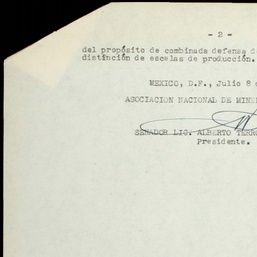 - 2 -
del propósito de combinada defensa d
distinción de escalas de producción.
MEXICO, D.F., Julio 8 d
ASOCIACION NACIONAL DE MINE
SENADOR LIC. ALBERTO TERR
Presidente.